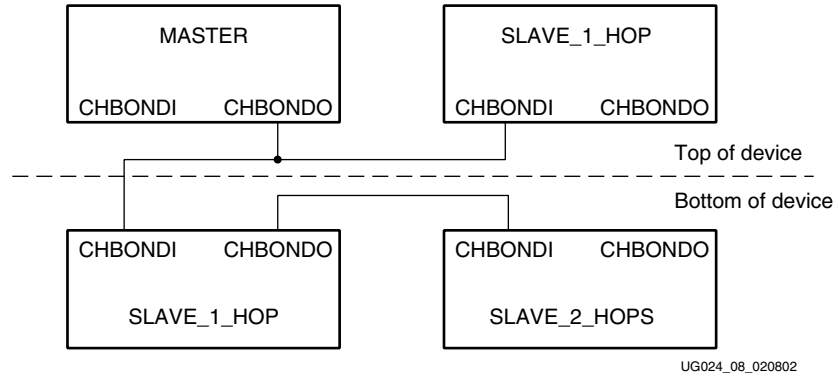 MASTER
SLAVE_1_HOP
CHBONDI CHBONDO
CHBONDI CHBONDO
Top of device
Bottom of device
CHBONDI CHBONDO
CHBONDI CHBONDO
SLAVE_1_HOP
SLAVE_2_HOPS
UG024_08_020802